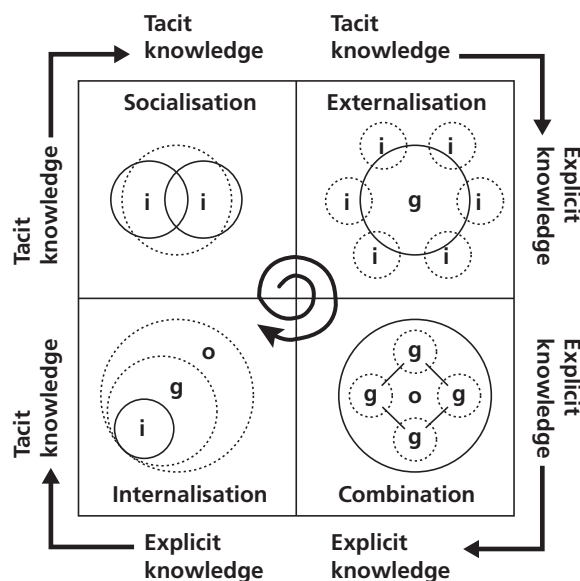 Tacit
knowledge
Tacit
knowledge
Socialisation
Externalisation
i i
i i
i g i
i i
Tacit
knowledge
Explicit
knowledge
o
g
i
g
g o g
g
Tacit
knowledge
Explicit
knowledge
Internalisation
Combination
Explicit
knowledge
Explicit
knowledge